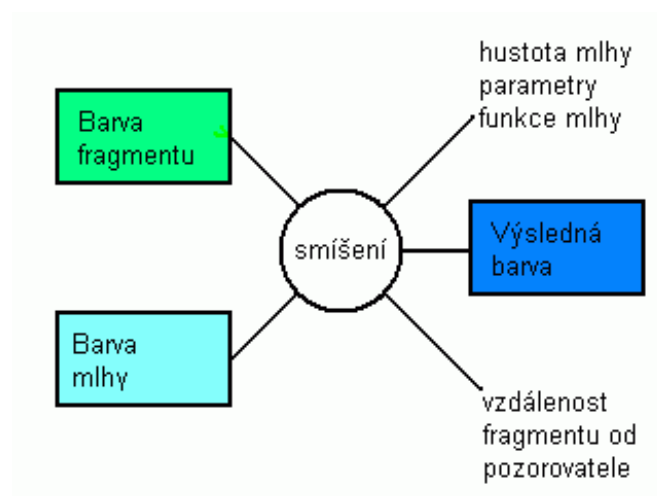 hustota mlhy
parametry
funkce mlhy
Barva
fragmentu
smíšení
Výsledná
barva
Barva
mlhy
vzdálenost
fragmentu od
pozorovatele